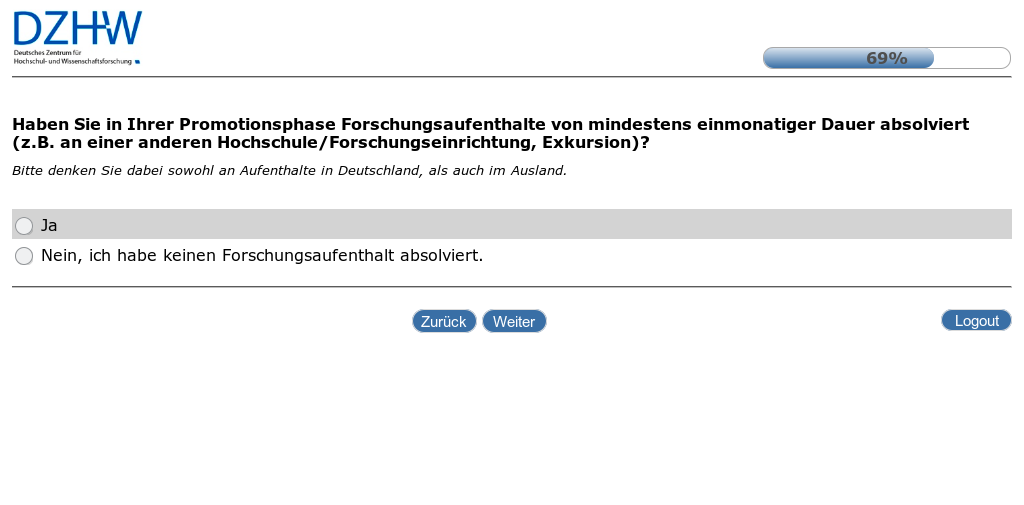 DZHW
Deutsches Zentrum für
Hochschul- und Wissenschaftsforschung
69%
Haben Sie in Ihrer Promotionsphase Forschungsaufenthalte von mindestens einmonatiger Dauer absolviert
(z.B. an einer anderen Hochschule/Forschungseinrichtung, Exkursion)?
Bitte denken Sie dabei sowohl an Aufenthalte in Deutschland, als auch im Ausland.
Ja
Nein, ich habe keinen Forschungsaufenthalt absolviert.
Zurück Weiter Logout